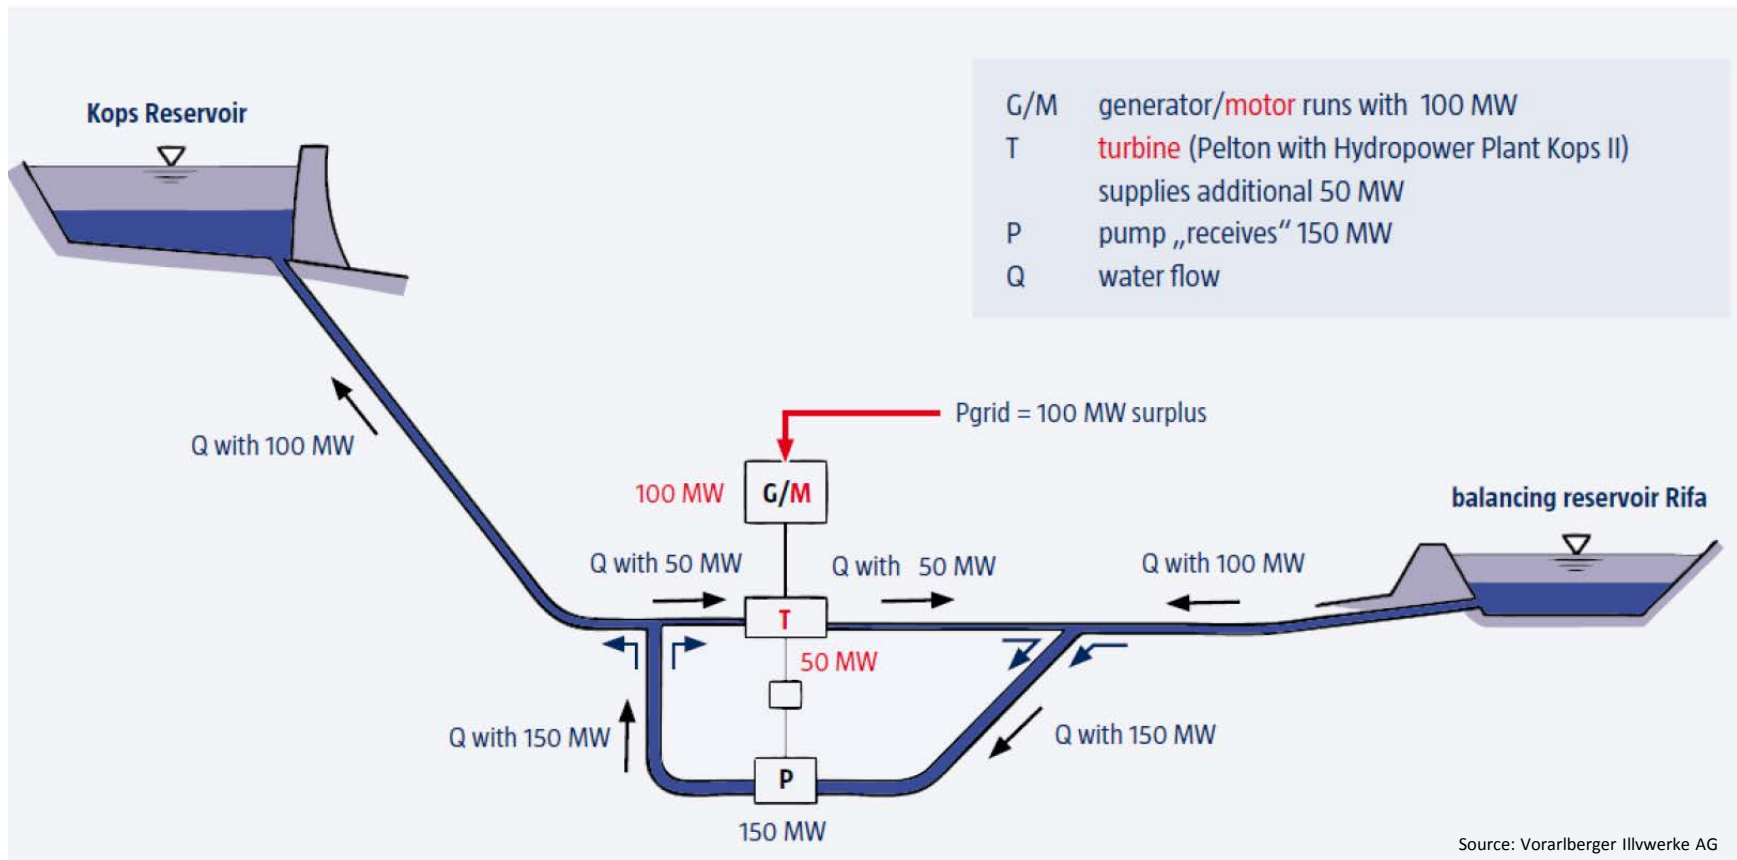 Kops Reservoir
G/M generator/motor runs with 100 MW
T turbine (Pelton with Hydropower Plant Kops II)
supplies additional 50 MW
P pump „receives“ 150 MW
Q water flow
Pgrid = 100 MW surplus
Q with 100 MW
100 MW
G/M
balancing reservoir Rifa
Q with 50 MW
Q with 50 MW
Q with 100 MW
T
50 MW
Q with 150 MW
Q with 150 MW
P
150 MW
Source: Vorarlberger Illvwerke AG